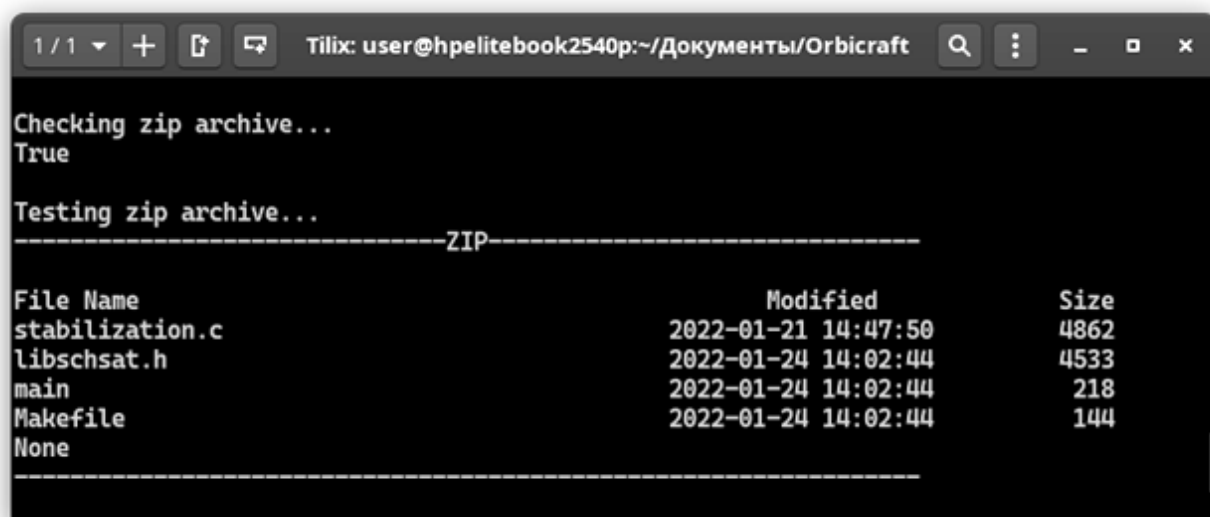 1 / 1 Tilix: user@hpelitebook2540p:~/Документы/Orbicraft
Checking zip archive...
True
Testing zip archive...
-------------------------------ZIP-------------------------------
File Name Modified Size
stabilization.c 2022-01-21 14:47:50 4862
libschsat.h 2022-01-24 14:02:44 4533
main 2022-01-24 14:02:44 218
Makefile 2022-01-24 14:02:44 144
None
-----------------------------------------------------------------